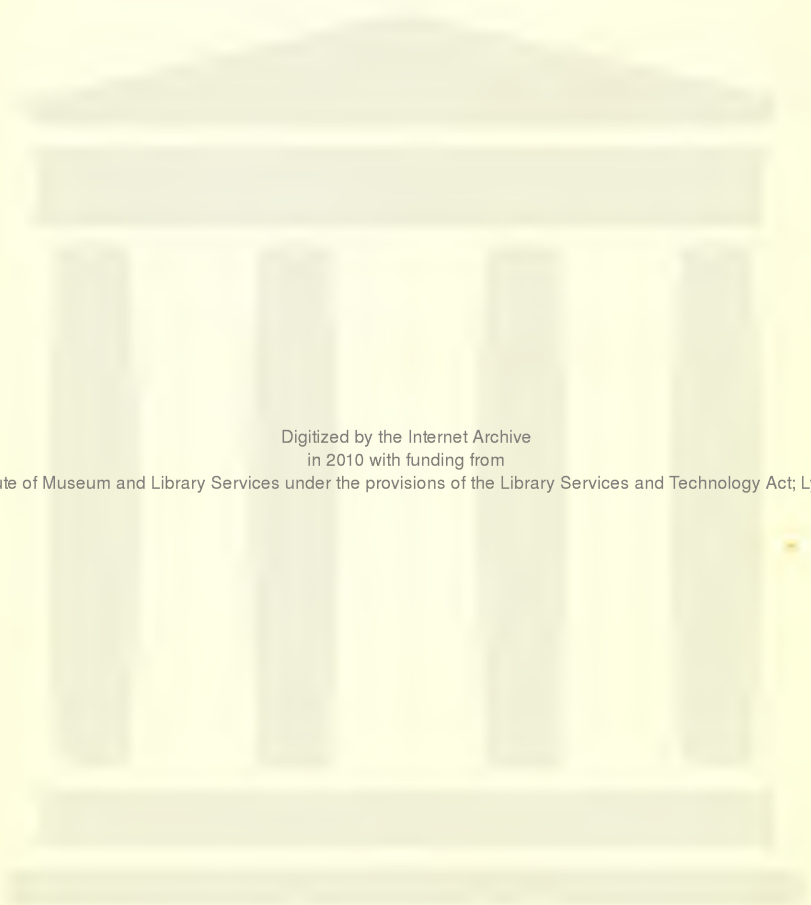 Digitized by the Internet Archive
in 2010 with funding from
of Museum and Library Services under the provisions of the Library Services and Technology Act;